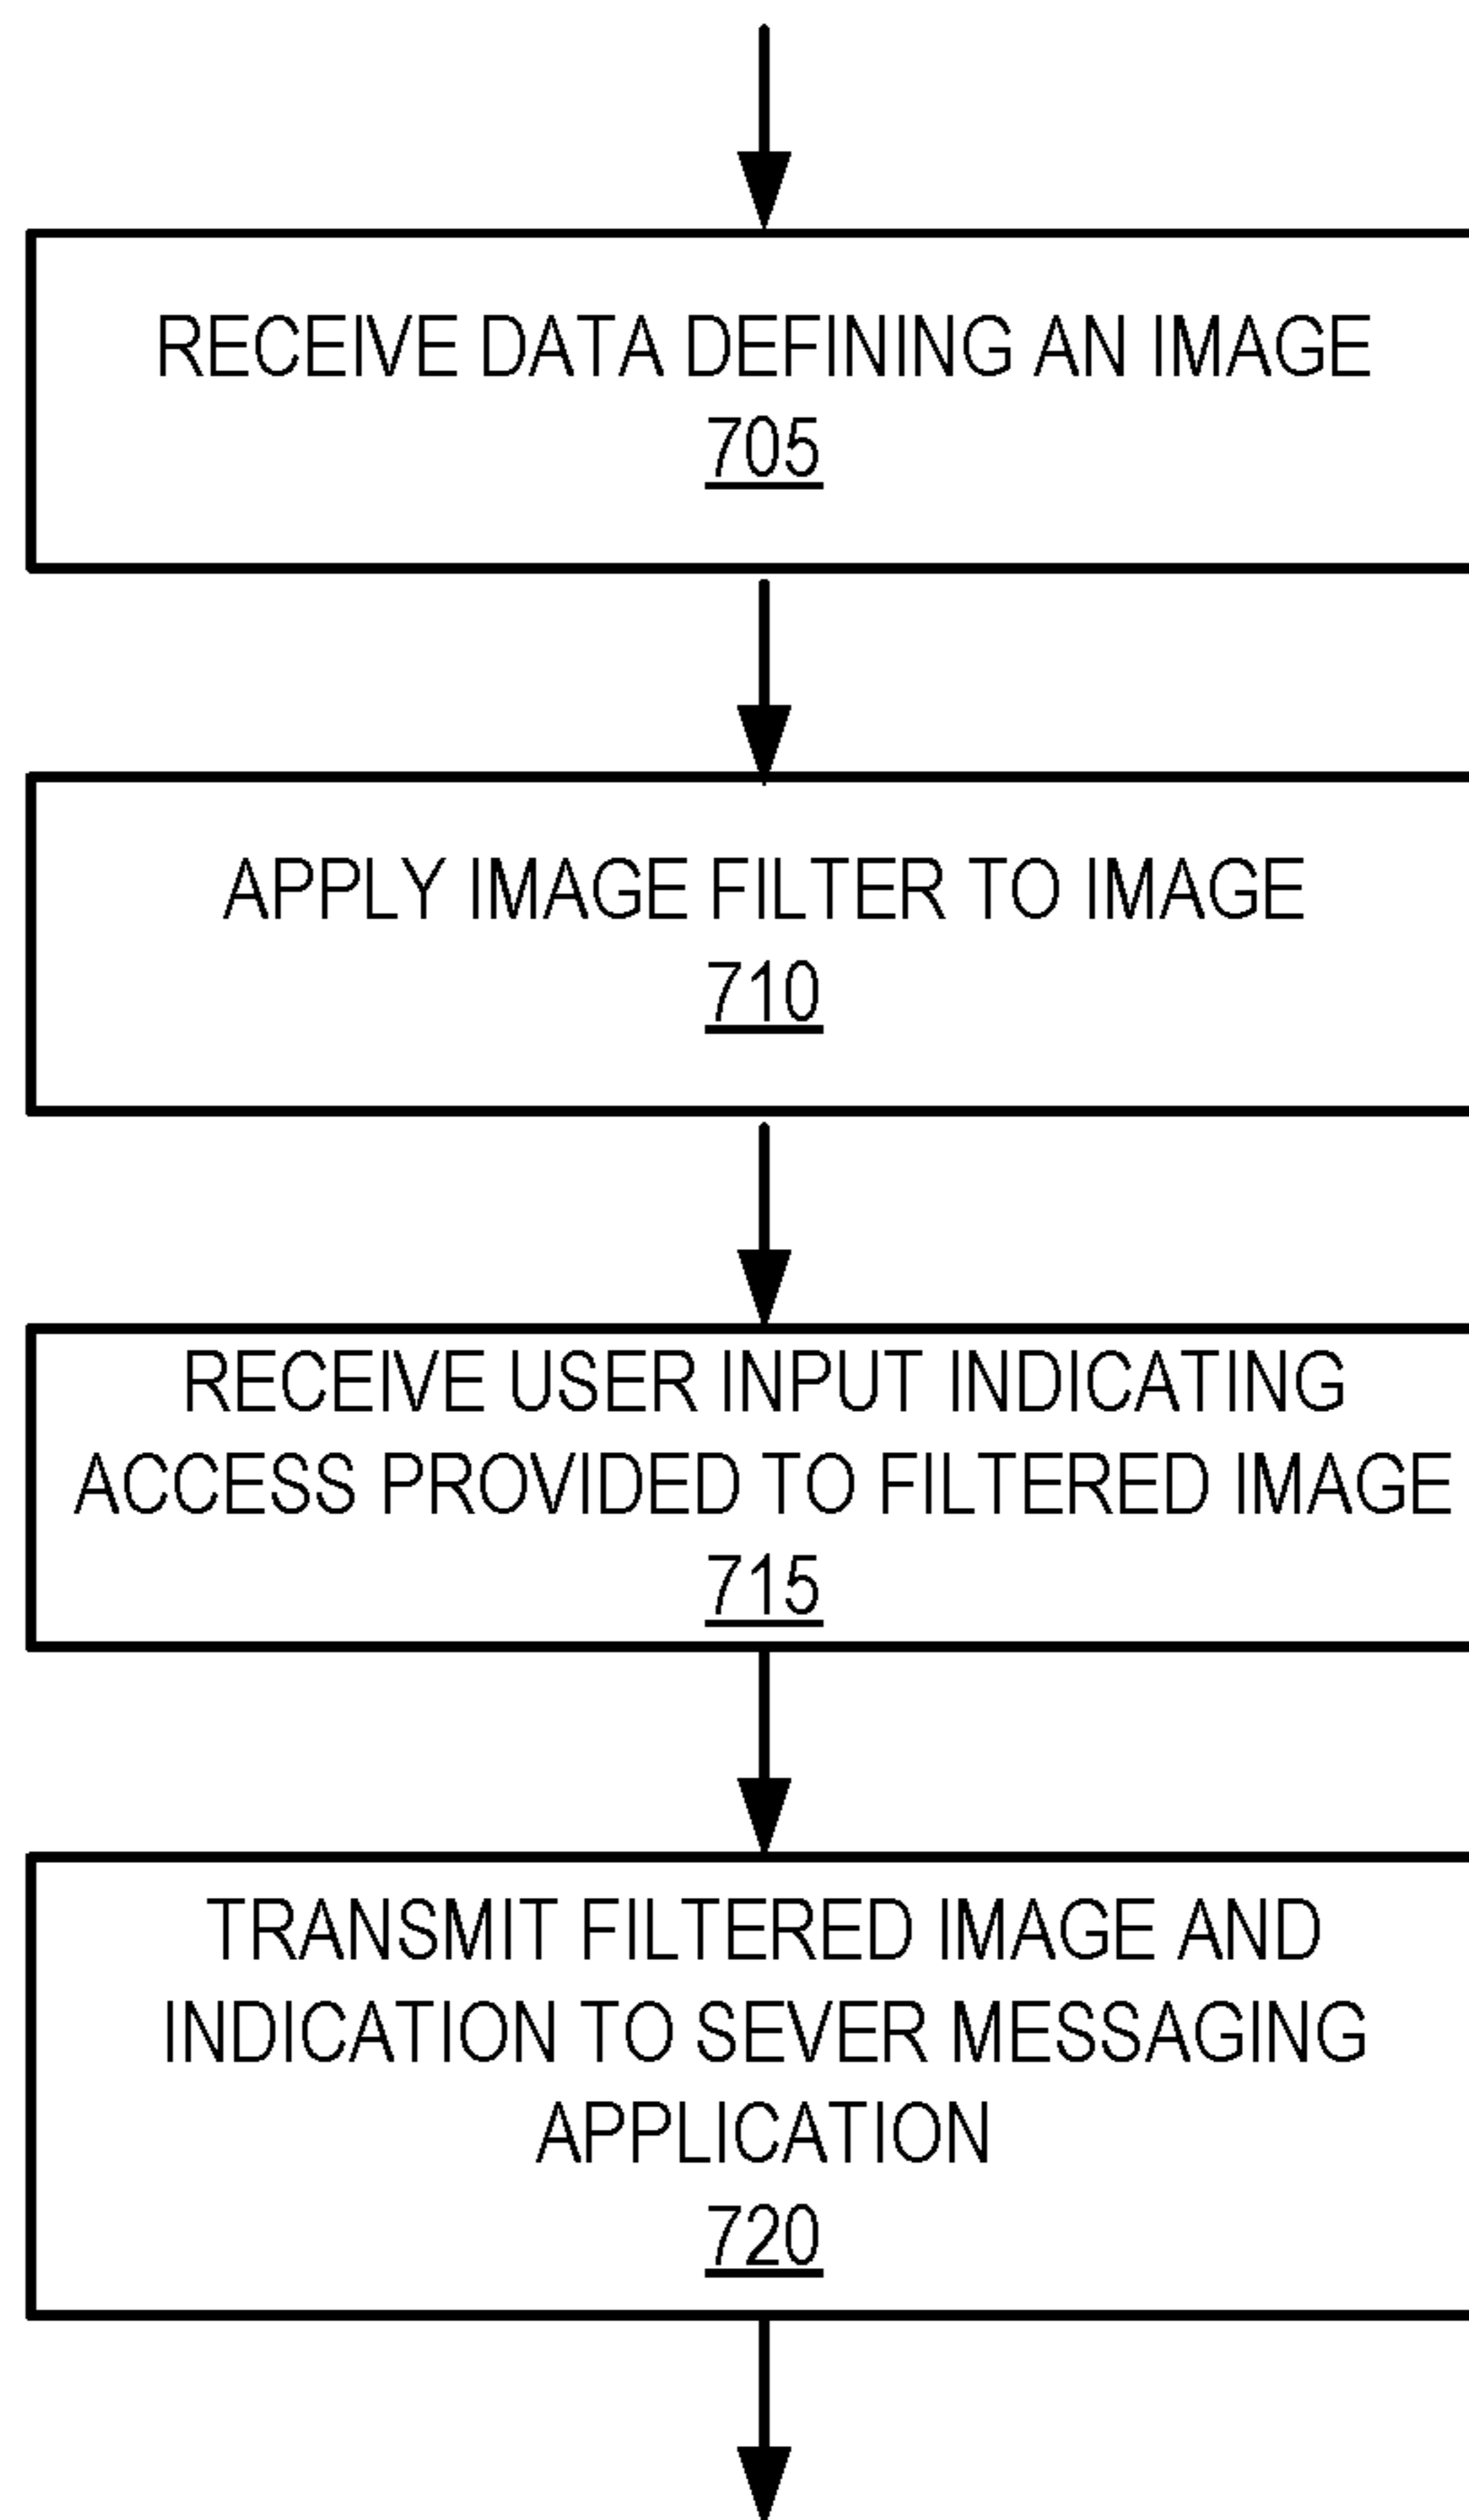 RECEIVE DATA DEFINING AN IMAGE
705
APPLY IMAGE FILTER TO IMAGE
710
RECEIVE USER INPUT INDICATING
ACCESS PROVIDED TO FILTERED IMAGE
715
TRANSMIT FILTERED IMAGE AND
INDICATION TO SEVER MESSAGING
APPLICATION
720